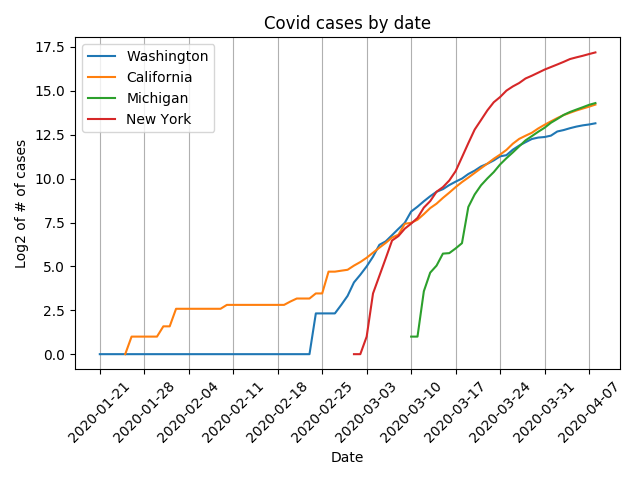 Covid cases by date
Washington
California
Michigan
New York
Log2 of # of cases
17.5
15.0
12.5
10.0
7.5
5.0
2.5
0.0
2020-01-21
2020-01-28
2020-02-04
2020-02-11
2020-02-18
2020-02-25
2020-03-03
2020-03-10
2020-03-17
2020-03-24
2020-03-31
2020-04-07
Date